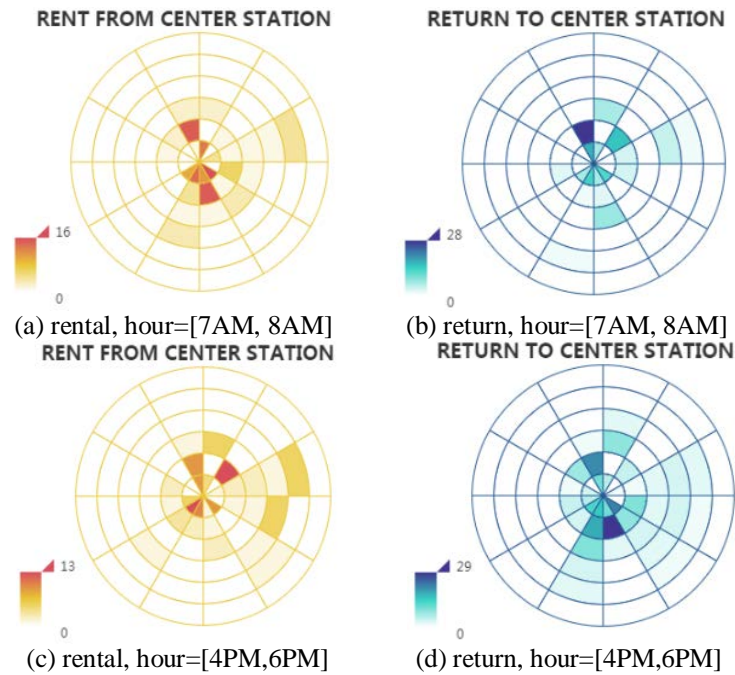 RENT FROM CENTER STATION
RETURN TO CENTER STATION
16
0
28
0
(a) rental, hour=[7AM, 8AM]
(b) return, hour=[7AM, 8AM]
RENT FROM CENTER STATION
RETURN TO CENTER STATION
13
0
29
0
(c) rental, hour=[4PM,6PM]
(d) return, hour=[4PM,6PM]